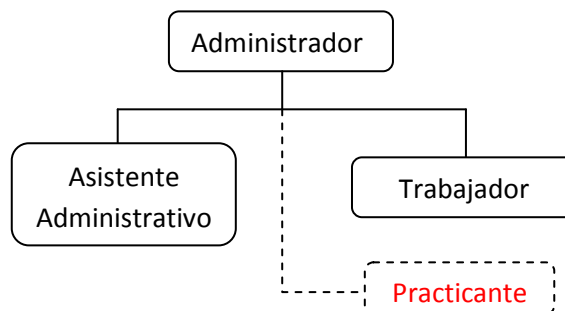 Administrador
Asistente
Administrativo
Trabajador
Practicante